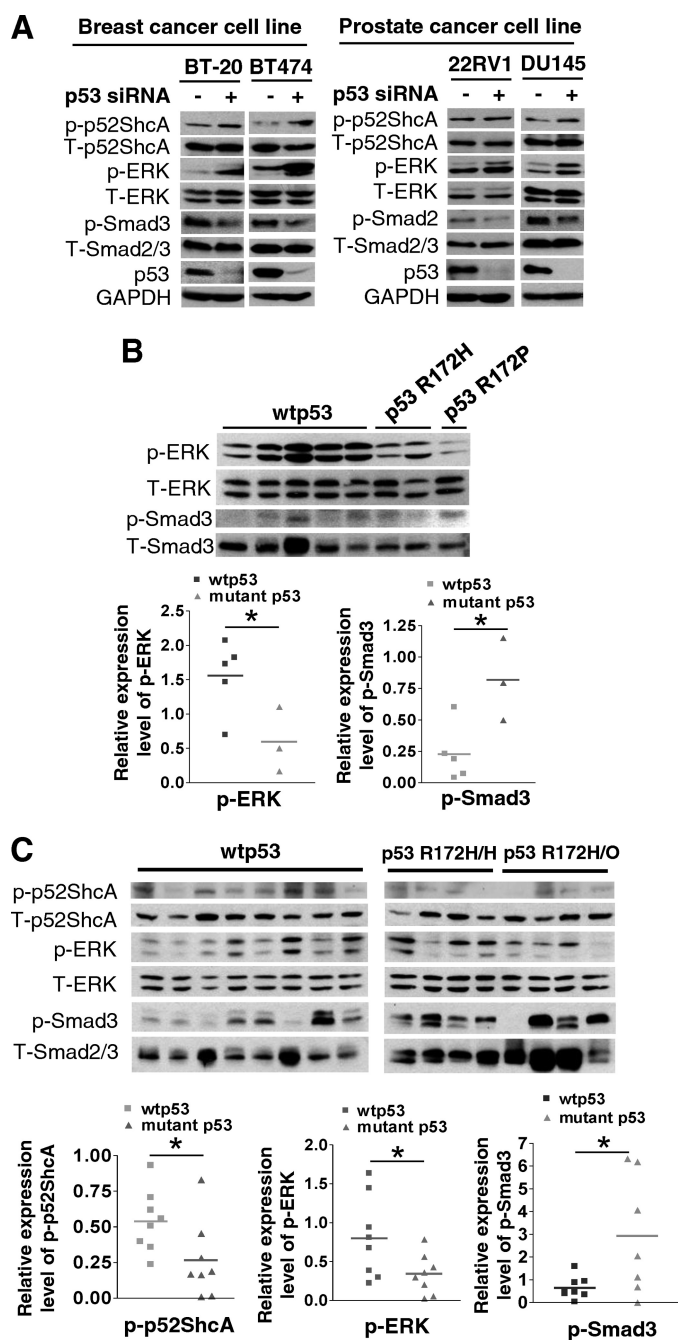 A
Breast cancer cell line
Prostate cancer cell line
BT-20 BT474
22RV1 DU145
p53 siRNA - + - +
p53 siRNA - + - +
p-p52ShcA
T-p52ShcA
p-ERK
T-ERK
p-Smad3
T-Smad2/3
p53
GAPDH
p-p52ShcA
T-p52ShcA
p-ERK
T-ERK
p-Smad2
T-Smad2/3
p53
GAPDH
B
wtp53
p53 R172H
p53 R172P
p-ERK
T-ERK
p-Smad3
T-Smad3
wtp53
mutant p53
Relative expression
level of p-ERK
2.5
2.0
1.5
1.0
0.5
0.0
*
p-ERK
wtp53
mutant p53
Relative expression
level of p-Smad3
1.25
1.00
0.75
0.50
0.25
0.00
*
p-Smad3
C
wtp53
p53 R172H/H
p53 R172H/O
p-p52ShcA
T-p52ShcA
p-ERK
T-ERK
p-Smad3
T-Smad2/3
wtp53
mutant p53
Relative expression
level of p-p52ShcA
1.00
0.75
0.50
0.25
0.00
*
p-p52ShcA
wtp53
mutant p53
Relative expression
level of p-ERK
2.0
1.5
1.0
0.5
0.0
*
p-ERK
wtp53
mutant p53
Relative expression
level of p-Smad3
7
6
5
4
3
2
1
0
*
p-Smad3